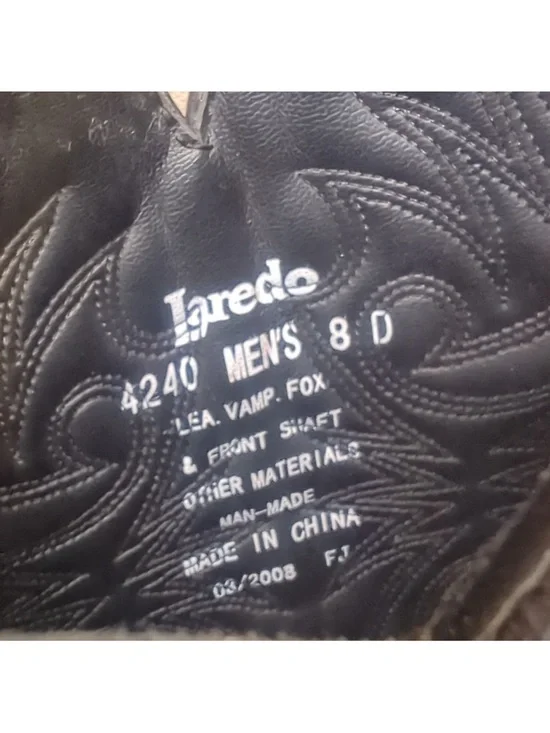 Laredo
4240 MEN'S 8 D
LEA. VAMP. FOX
& FRONT SHAFT
OTHER MATERIALS
MAN-MADE
MADE IN CHINA
03/2008 FJ